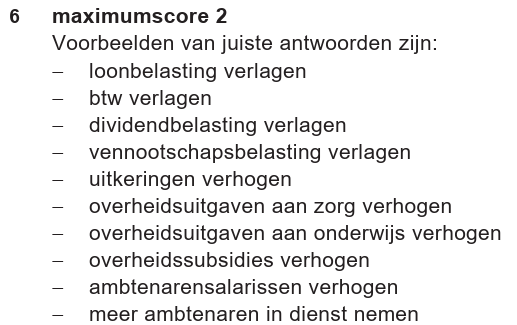 6 maximumscore 2
Voorbeelden van juiste antwoorden zijn:
– loonbelasting verlagen
– btw verlagen
– dividendbelasting verlagen
– vennootschapsbelasting verlagen
– uitkeringen verhogen
– overheidsuitgaven aan zorg verhogen
– overheidsuitgaven aan onderwijs verhogen
– overheidssubsidies verhogen
– ambtenarensalarissen verhogen
– meer ambtenaren in dienst nemen